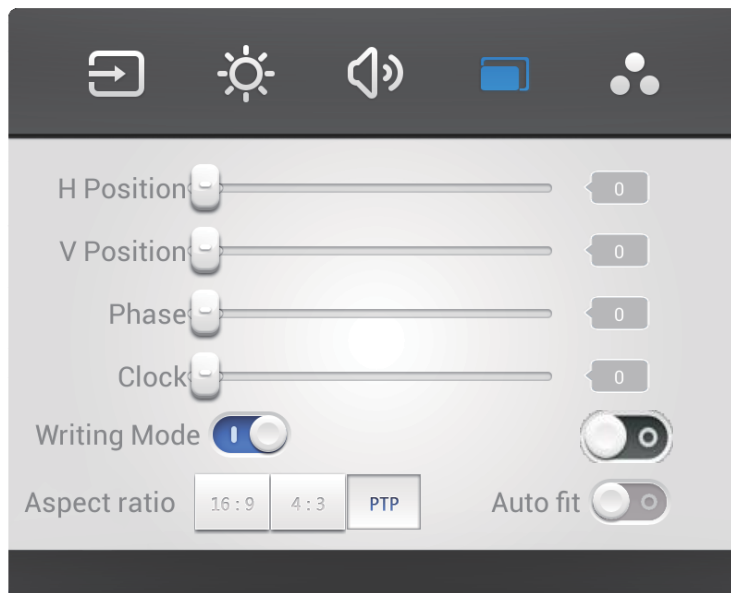 H Position 0
V Position 0
Phase 0
Clock 0
Writing Mode
Aspect ratio 16:9 4:3 PTP Auto fit